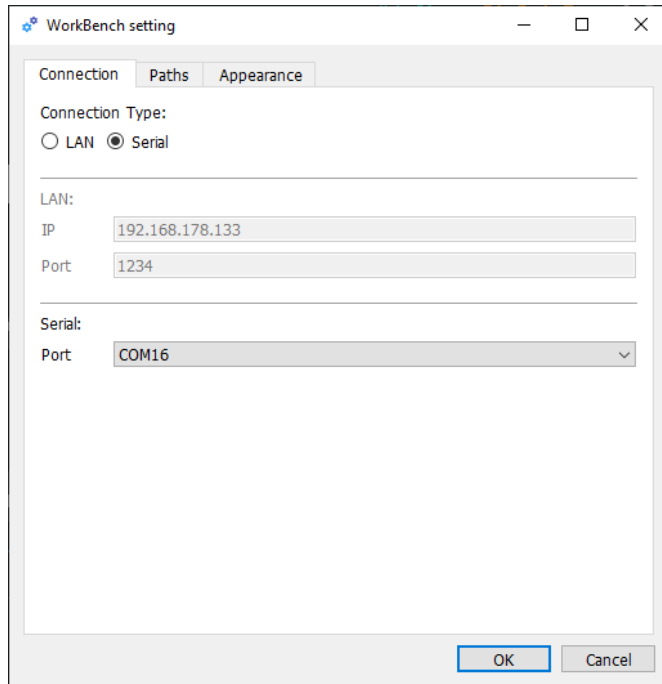 WorkBench setting
Connection Paths Appearance
Connection Type:
LAN Serial
LAN:
IP 192.168.178.133
Port 1234
Serial:
Port COM16
OK Cancel